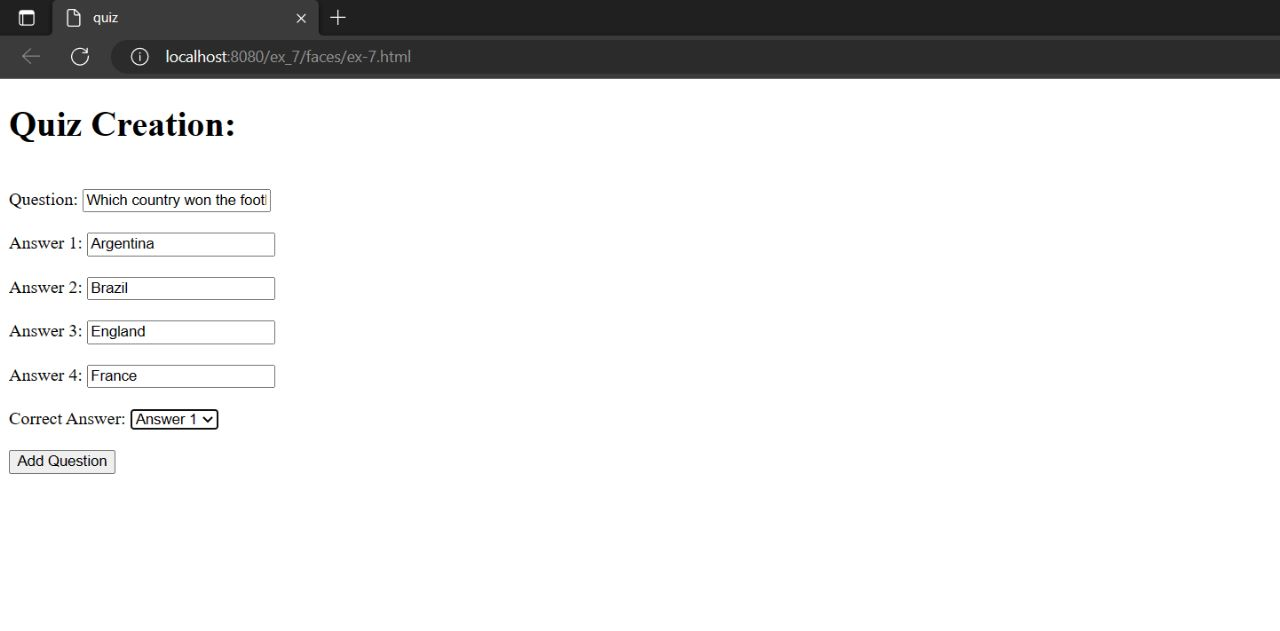 quiz
localhost:8080/ex_7/faces/ex-7.html
Quiz Creation:
Question: Which country won the foot
Answer 1: Argentina
Answer 2: Brazil
Answer 3: England
Answer 4: France
Correct Answer: Answer 1
Add Question